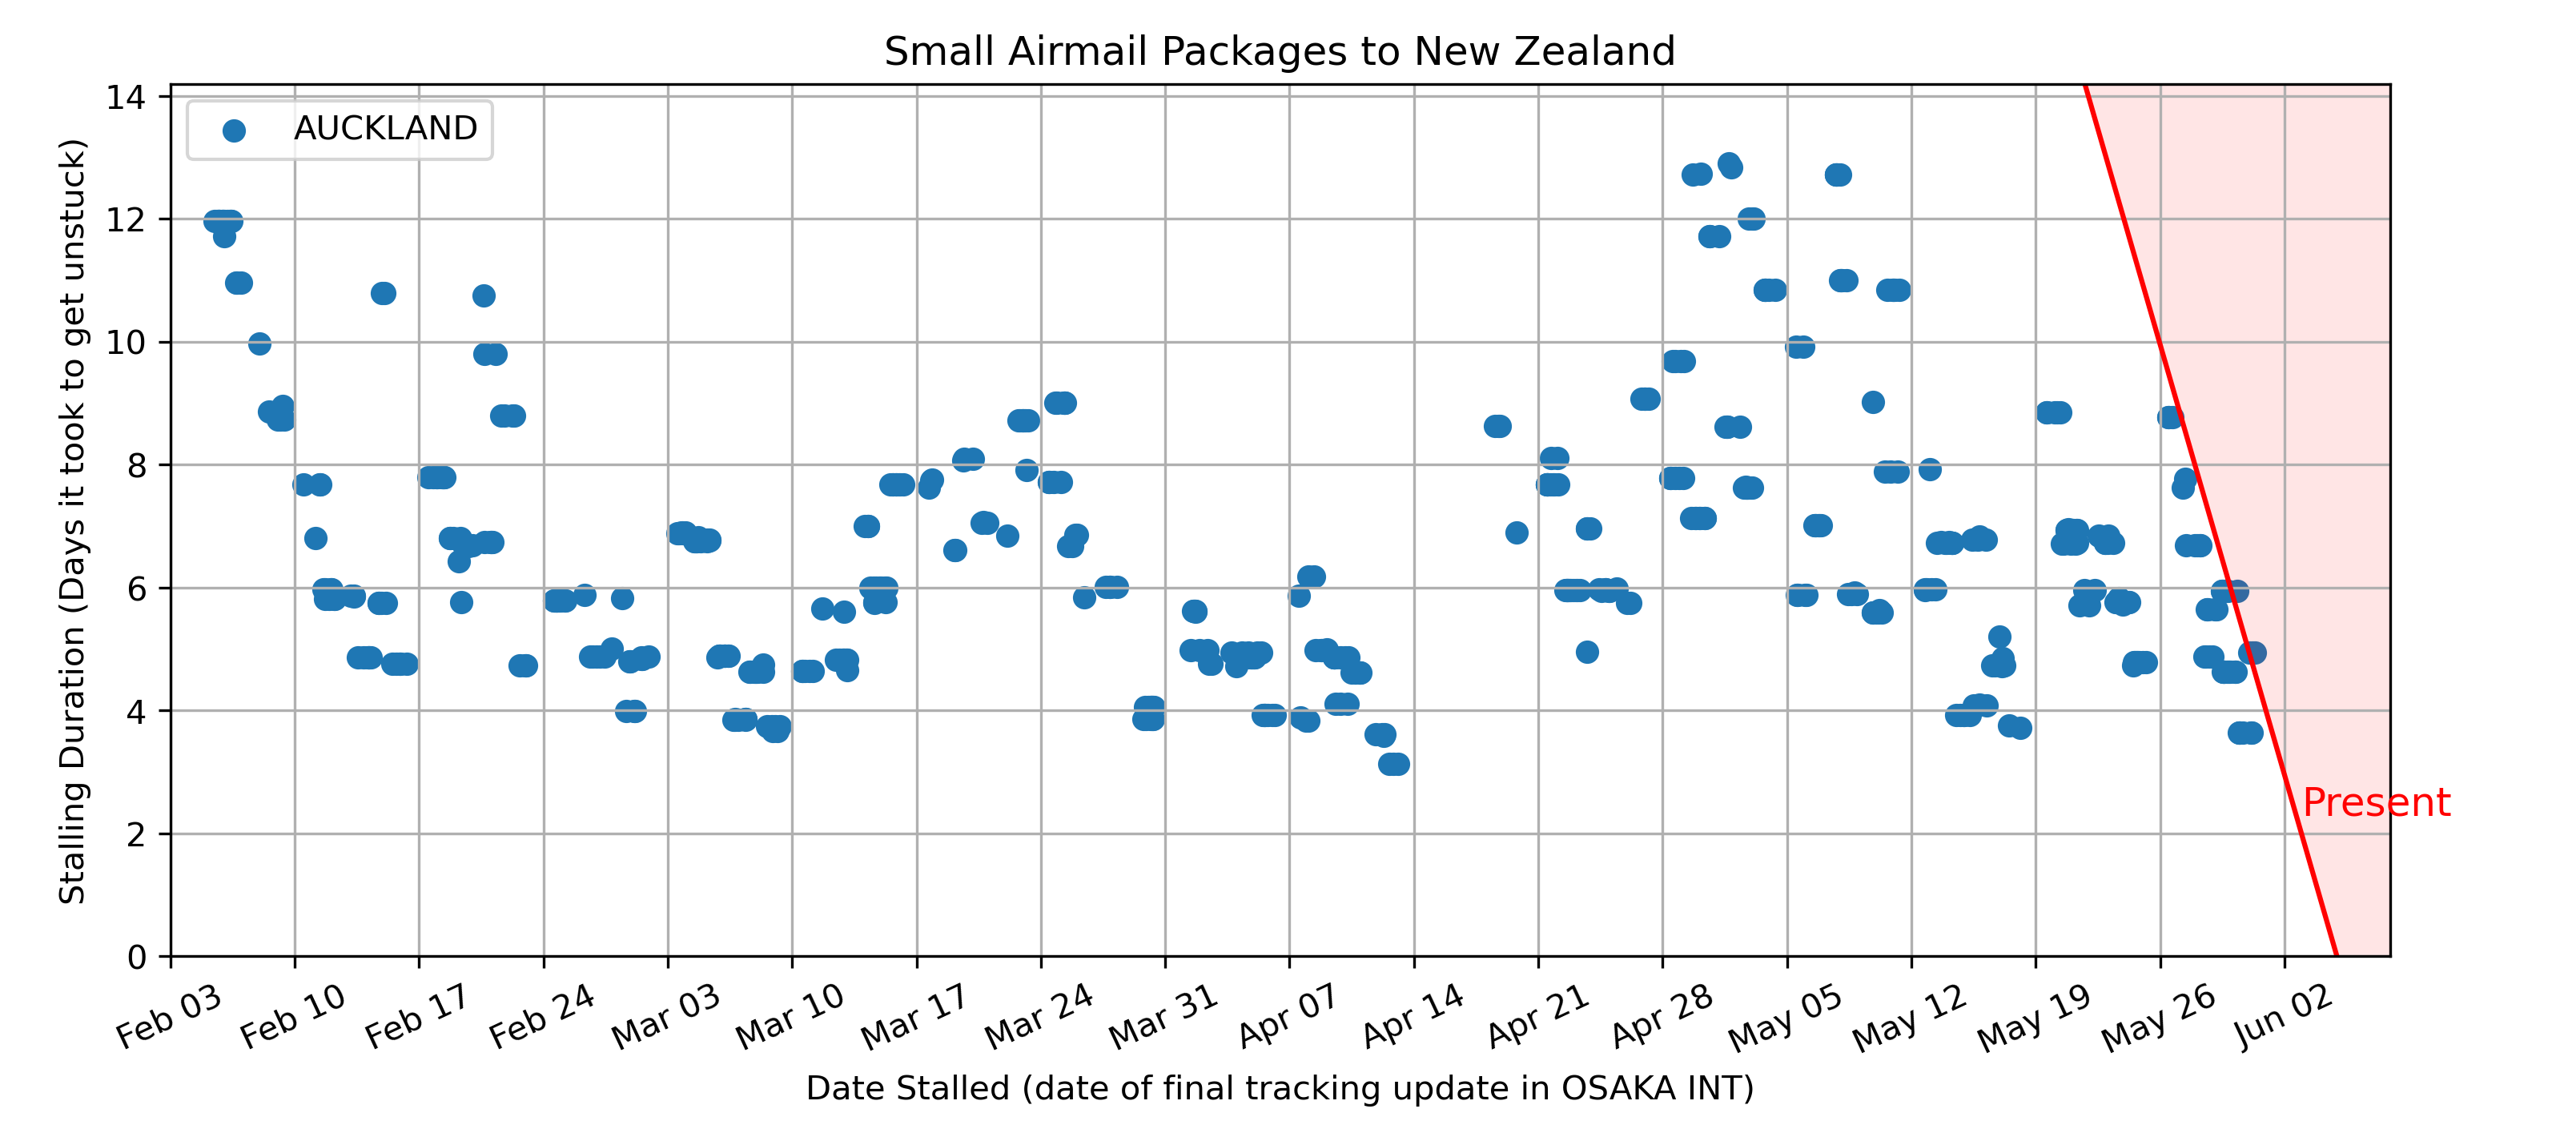 Small Airmail Packages to New Zealand
AUCKLAND
Stalling Duration (Days it took to get unstuck)
14
12
10
8
6
4
2
0
Present
Feb 03
Feb 10
Feb 17
Feb 24
Mar 03
Mar 10
Mar 17
Mar 24
Mar 31
Apr 07
Apr 14
Apr 21
Apr 28
May 05
May 12
May 19
May 26
Jun 02
Date Stalled (date of final tracking update in OSAKA INT)